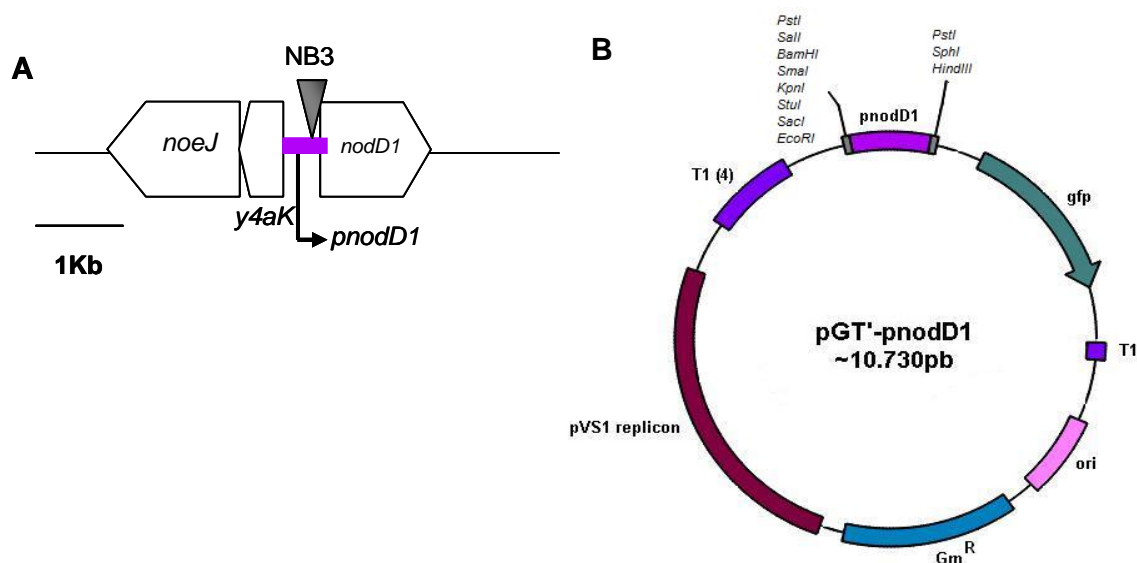 A
NB3
noeJ
nodD1
y4aK
pnodD1
1Kb
B
PstI
SalI
BamHI
SmaI
KpnI
StuI
SacI
EcoRI
PstI
SphI
HindIII
pnodD1
T1 (4)
gfp
pGT'-pnodD1
~10.730pb
T1
pVS1 replicon
ori
Gm R